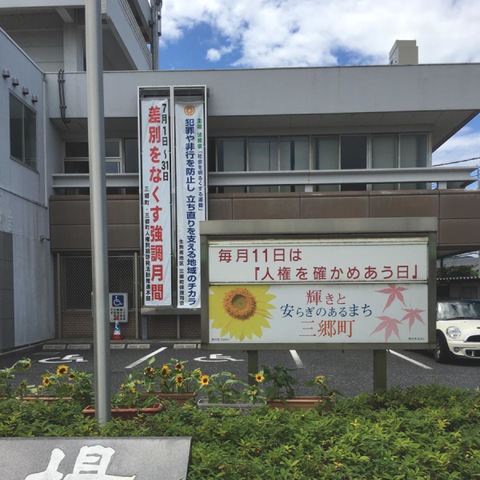 7月1日～31日
差別をなくす強調月間
犯罪や非行を防止し 立ち直りを支える地域のチカラ
毎月11日は
『人権を確かめあう日』
輝きと
安らぎのあるまち
三郷町
場